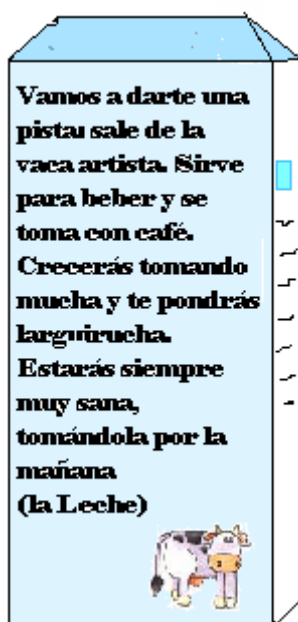 Vamos a darte una
pista: sale de la
vaca artista. Sirve
para beber y se
toma con café.
Crecerás tomando
mucha y te pondrás
larguirucha.
Estarás siempre
muy sana,
tomándola por la
mañana
(la Leche)